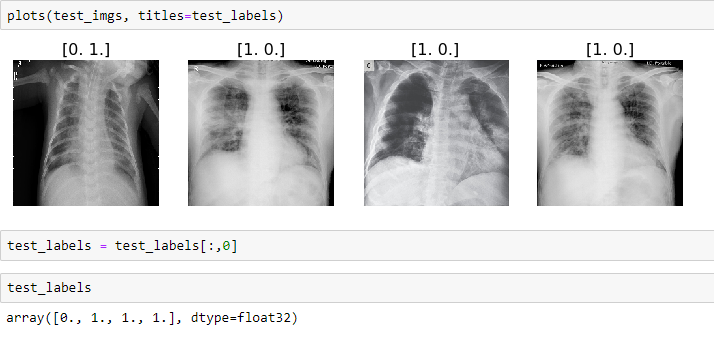 plots(test_imgs, titles=test_labels)
[0. 1.] [1. 0.] [1. 0.] [1. 0.]
C
test_labels = test_labels[:,0]
test_labels
array([0., 1., 1., 1.], dtype=float32)